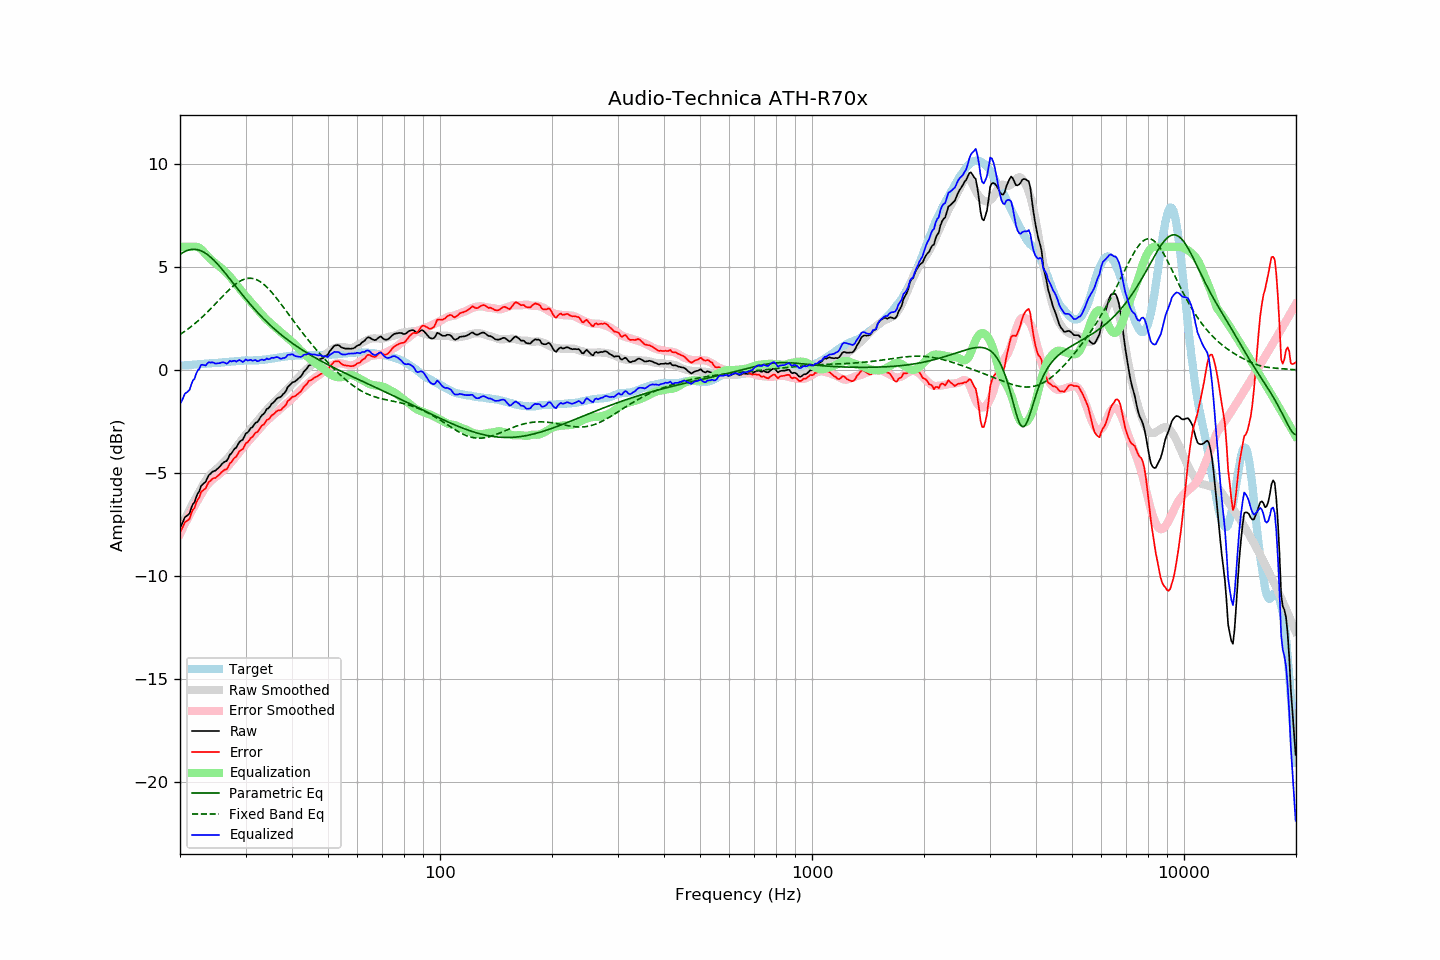 Audio-Technica ATH-R70x
10
5
0
−5
−10
−15
−20
Amplitude (dBr)
Target
Raw Smoothed
Error Smoothed
Raw
Error
Equalization
Parametric Eq
Fixed Band Eq
Equalized
100
1000
10000
Frequency (Hz)